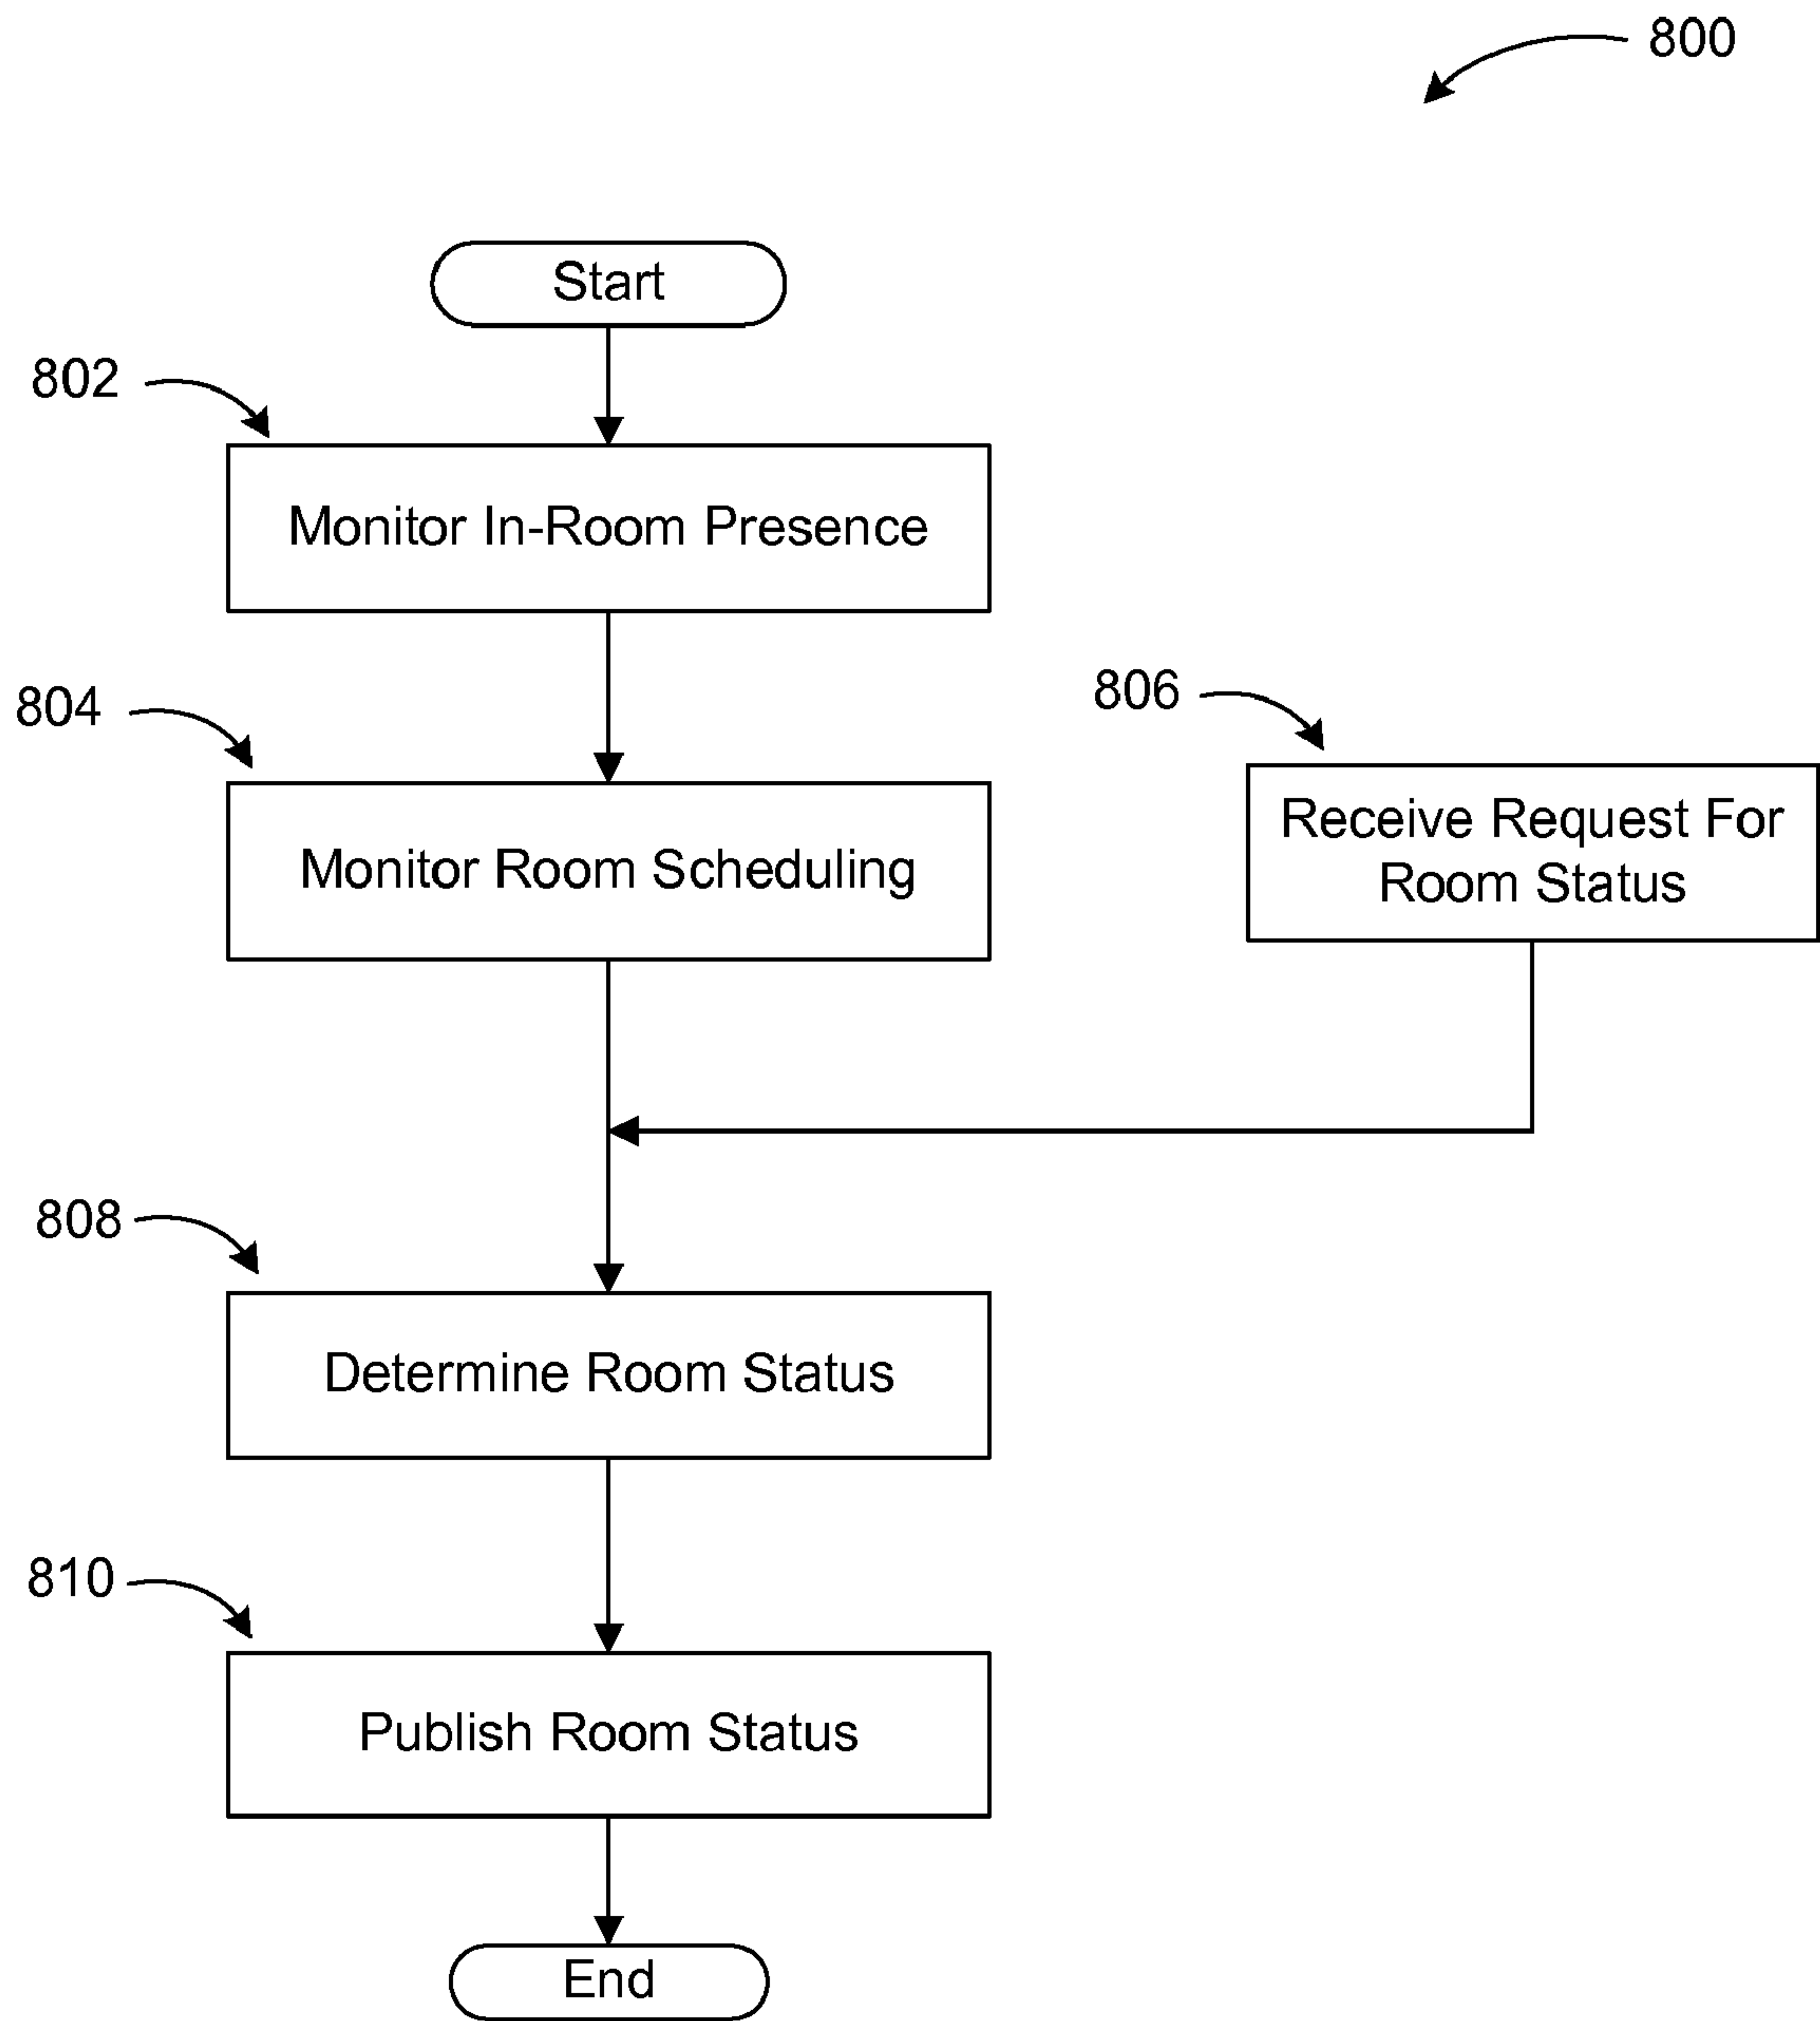 800
Start
802
Monitor In-Room Presence
804
Monitor Room Scheduling
806
Receive Request For
Room Status
808
Determine Room Status
810
Publish Room Status
End